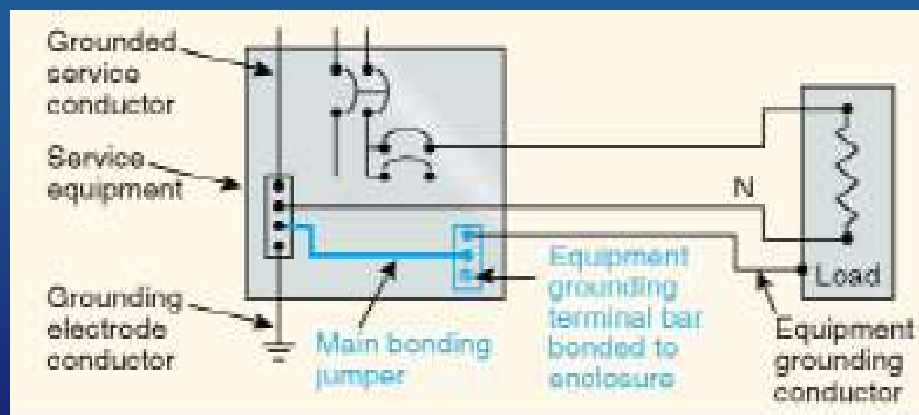 Grounded
service
conductor
Service
equipment
Grounding
electrode
conductor
Main bonding
jumper
Equipment
grounding
terminal bar
bonded to
enclosure
N
Load
Equipment
grounding
conductor